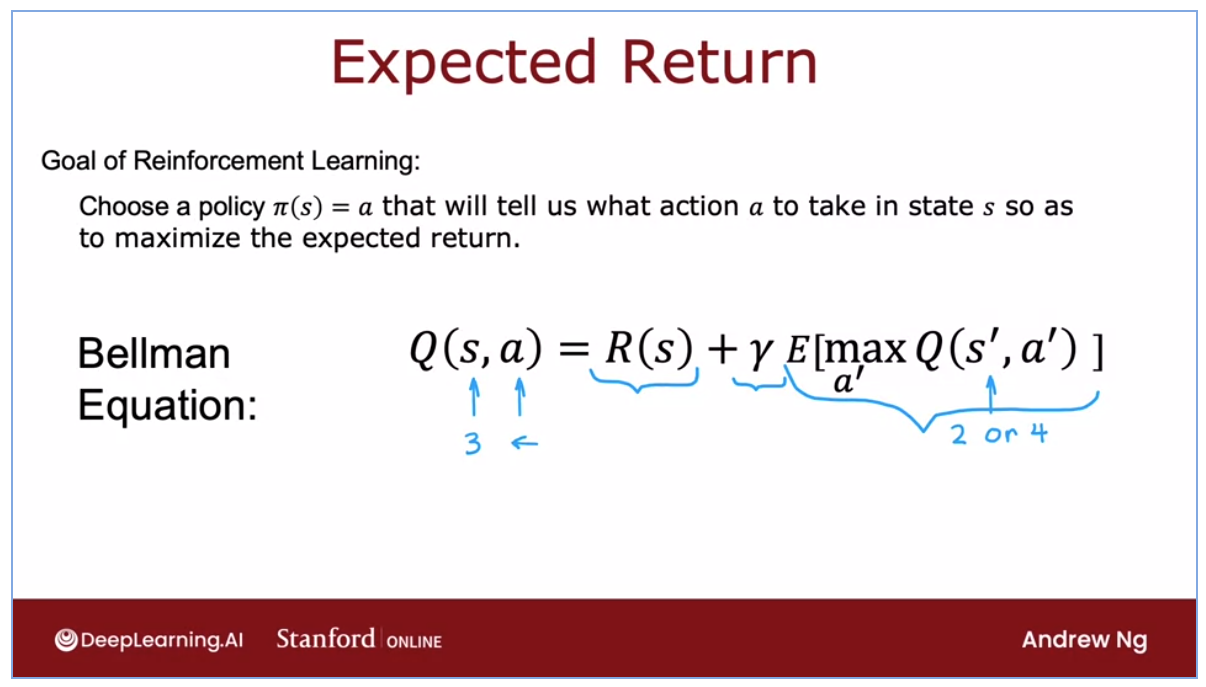 Expected Return
Goal of Reinforcement Learning:
Choose a policy π(s) = a that will tell us what action a to take in state s so as
to maximize the expected return.
Bellman
Equation:
Q(s, a) = R(s) + γ E[max Q(s′, a′) ]
a′
↑ ↑ ↑
3 ← 2 or 4
DeepLearning.AI Stanford | ONLINE Andrew Ng